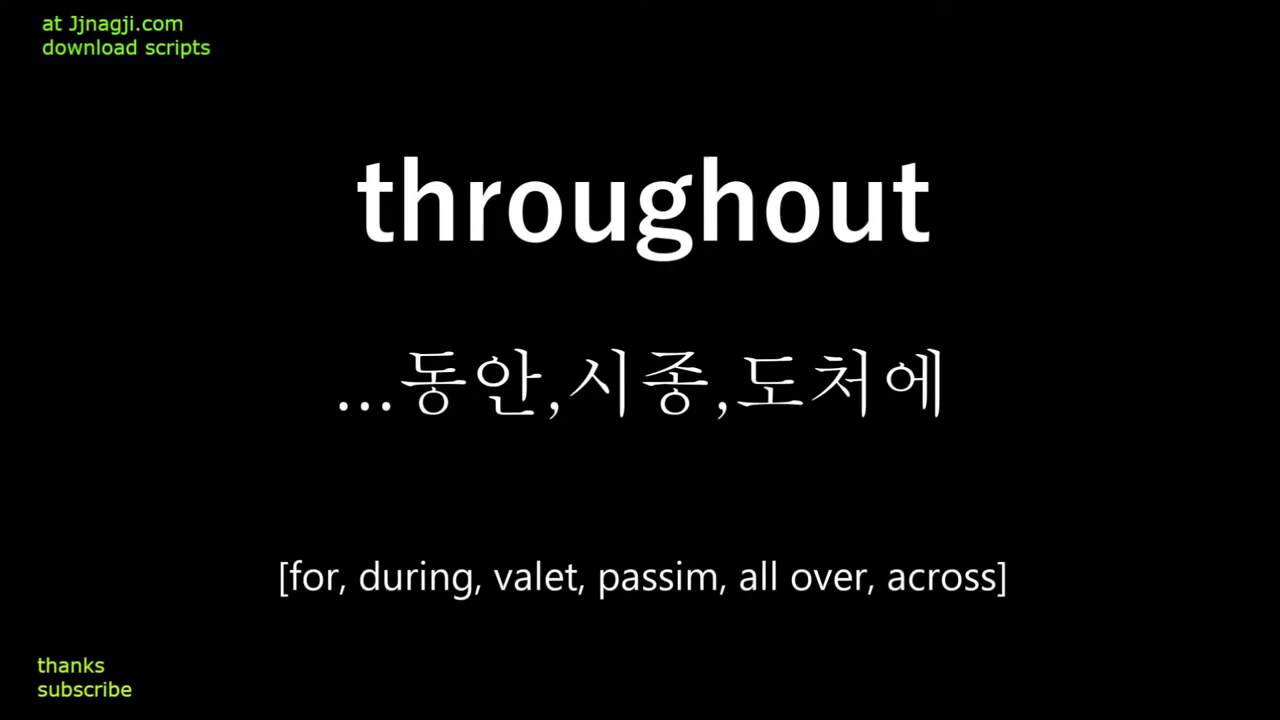 at Jjnagji.com
download scripts
throughout
...동안,시종,도처에
[for, during, valet, passim, all over, across]
thanks
subscribe